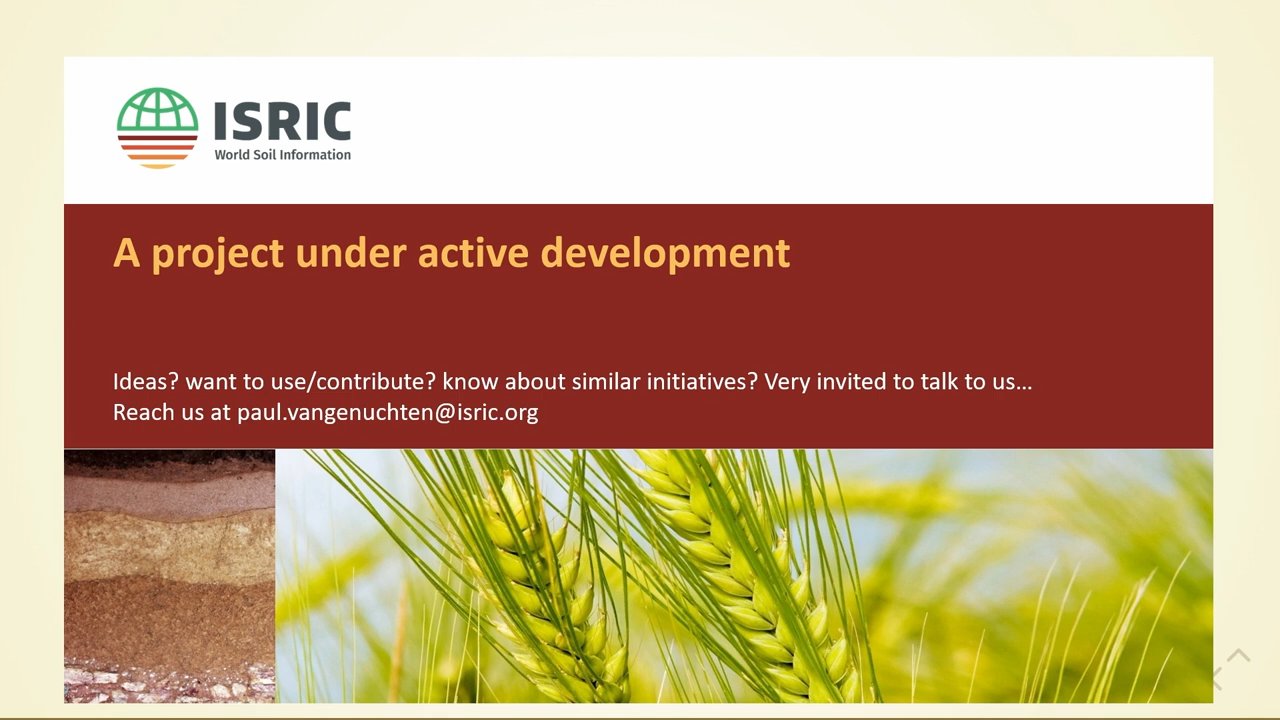 ISRIC
World Soil Information
A project under active development
Ideas? want to use/contribute? know about similar initiatives? Very invited to talk to us...
Reach us at paul.vangenuchten@isric.org